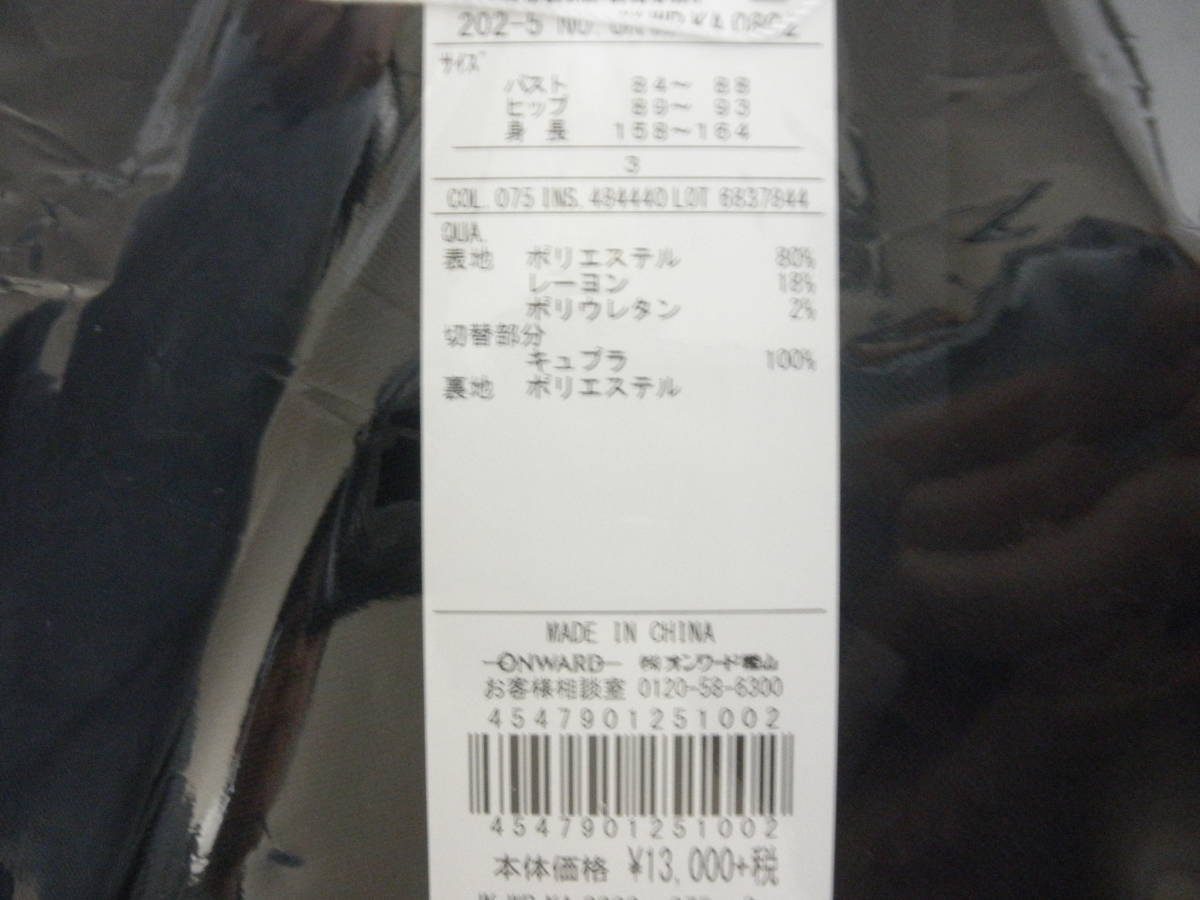 202-5 NO.
サイズ
バスト 84～ 88
ヒップ 89～ 93
身 長 158～164
3
COL. 075 INS. 484440 LOT 6837844
QUA.
表地 ポリエステル 80%
レーヨン 18%
ポリウレタン 2%
切替部分
キュプラ 100%
裏地 ポリエステル
MADE IN CHINA
ONWARD ㈱オンワード樫山
お客様相談室 0120-58-6300
4547901251002
4547901251002
本体価格 ¥13,000+税